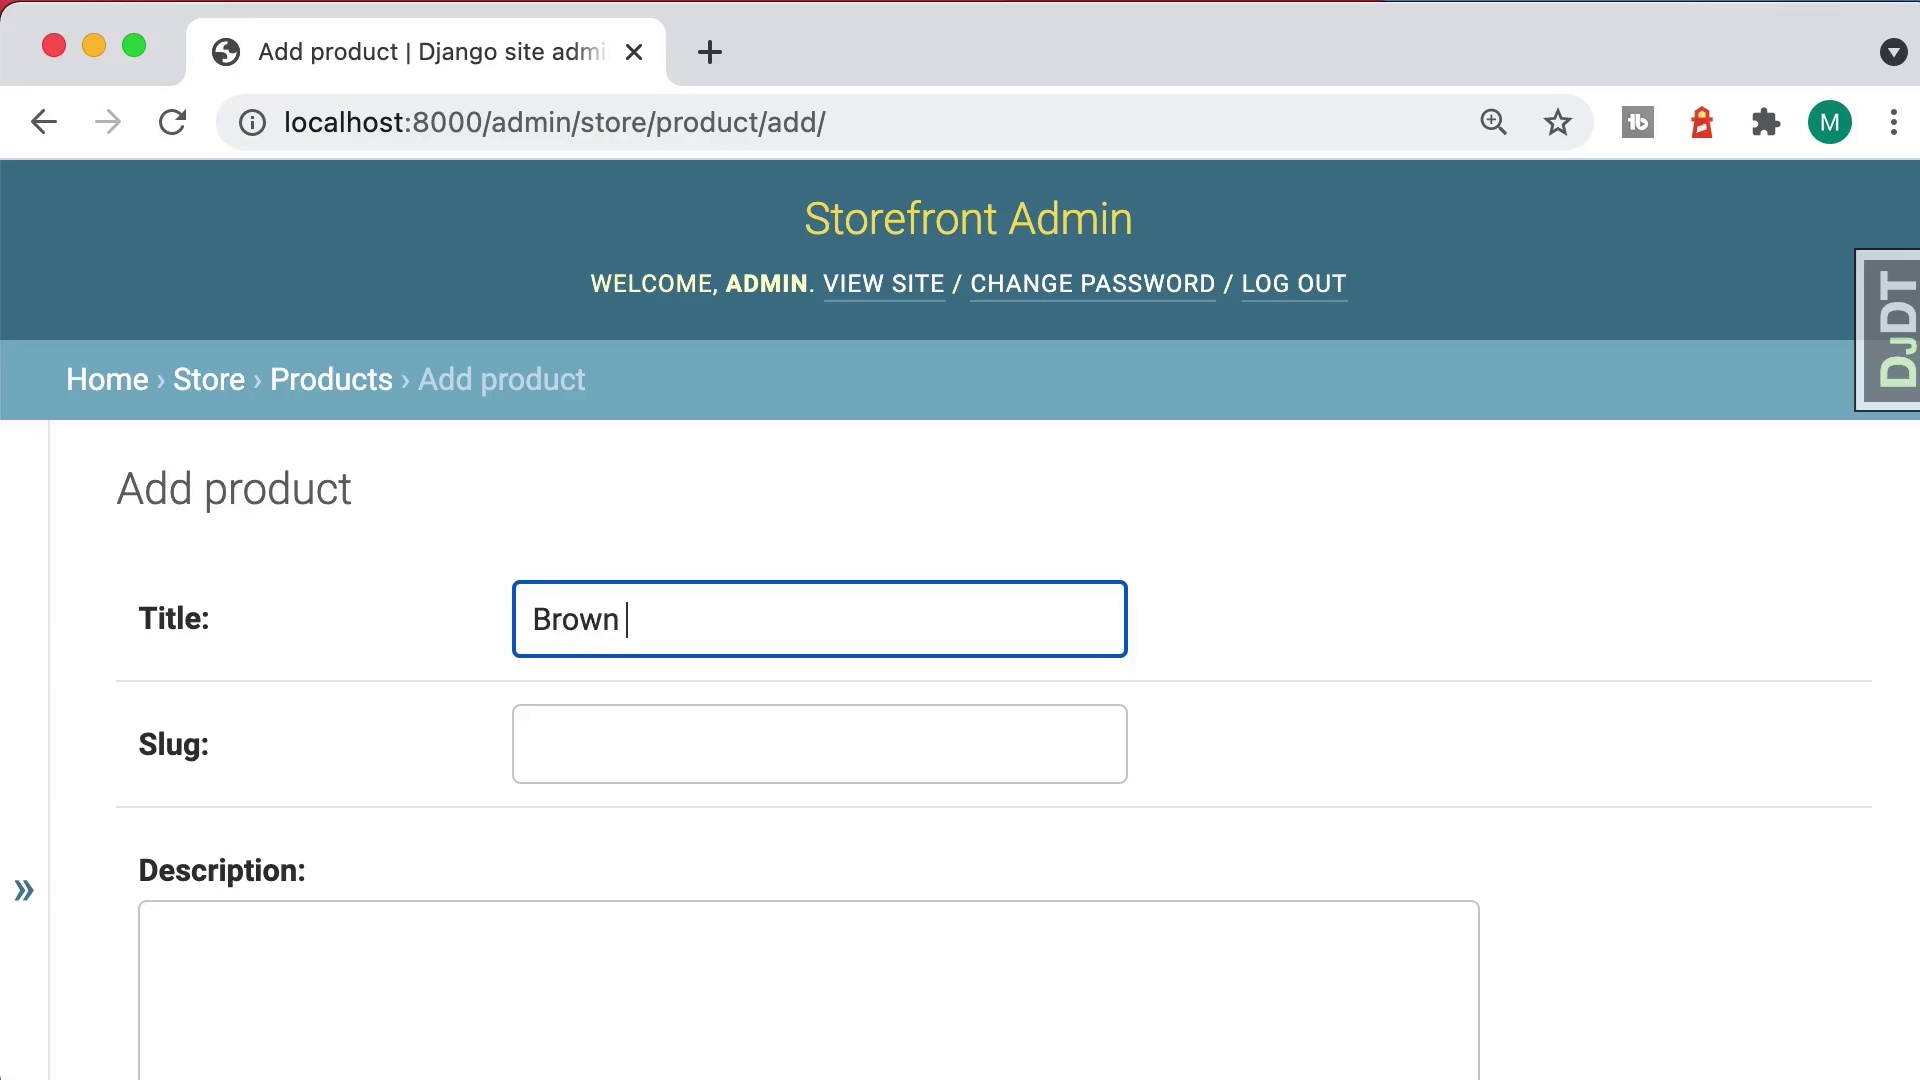 Add product | Django site admi
localhost:8000/admin/store/product/add/
M
Storefront Admin
WELCOME, ADMIN. VIEW SITE / CHANGE PASSWORD / LOG OUT
DJDT
Home › Store › Products › Add product
Add product
Title:
Brown
Slug:
»
Description: